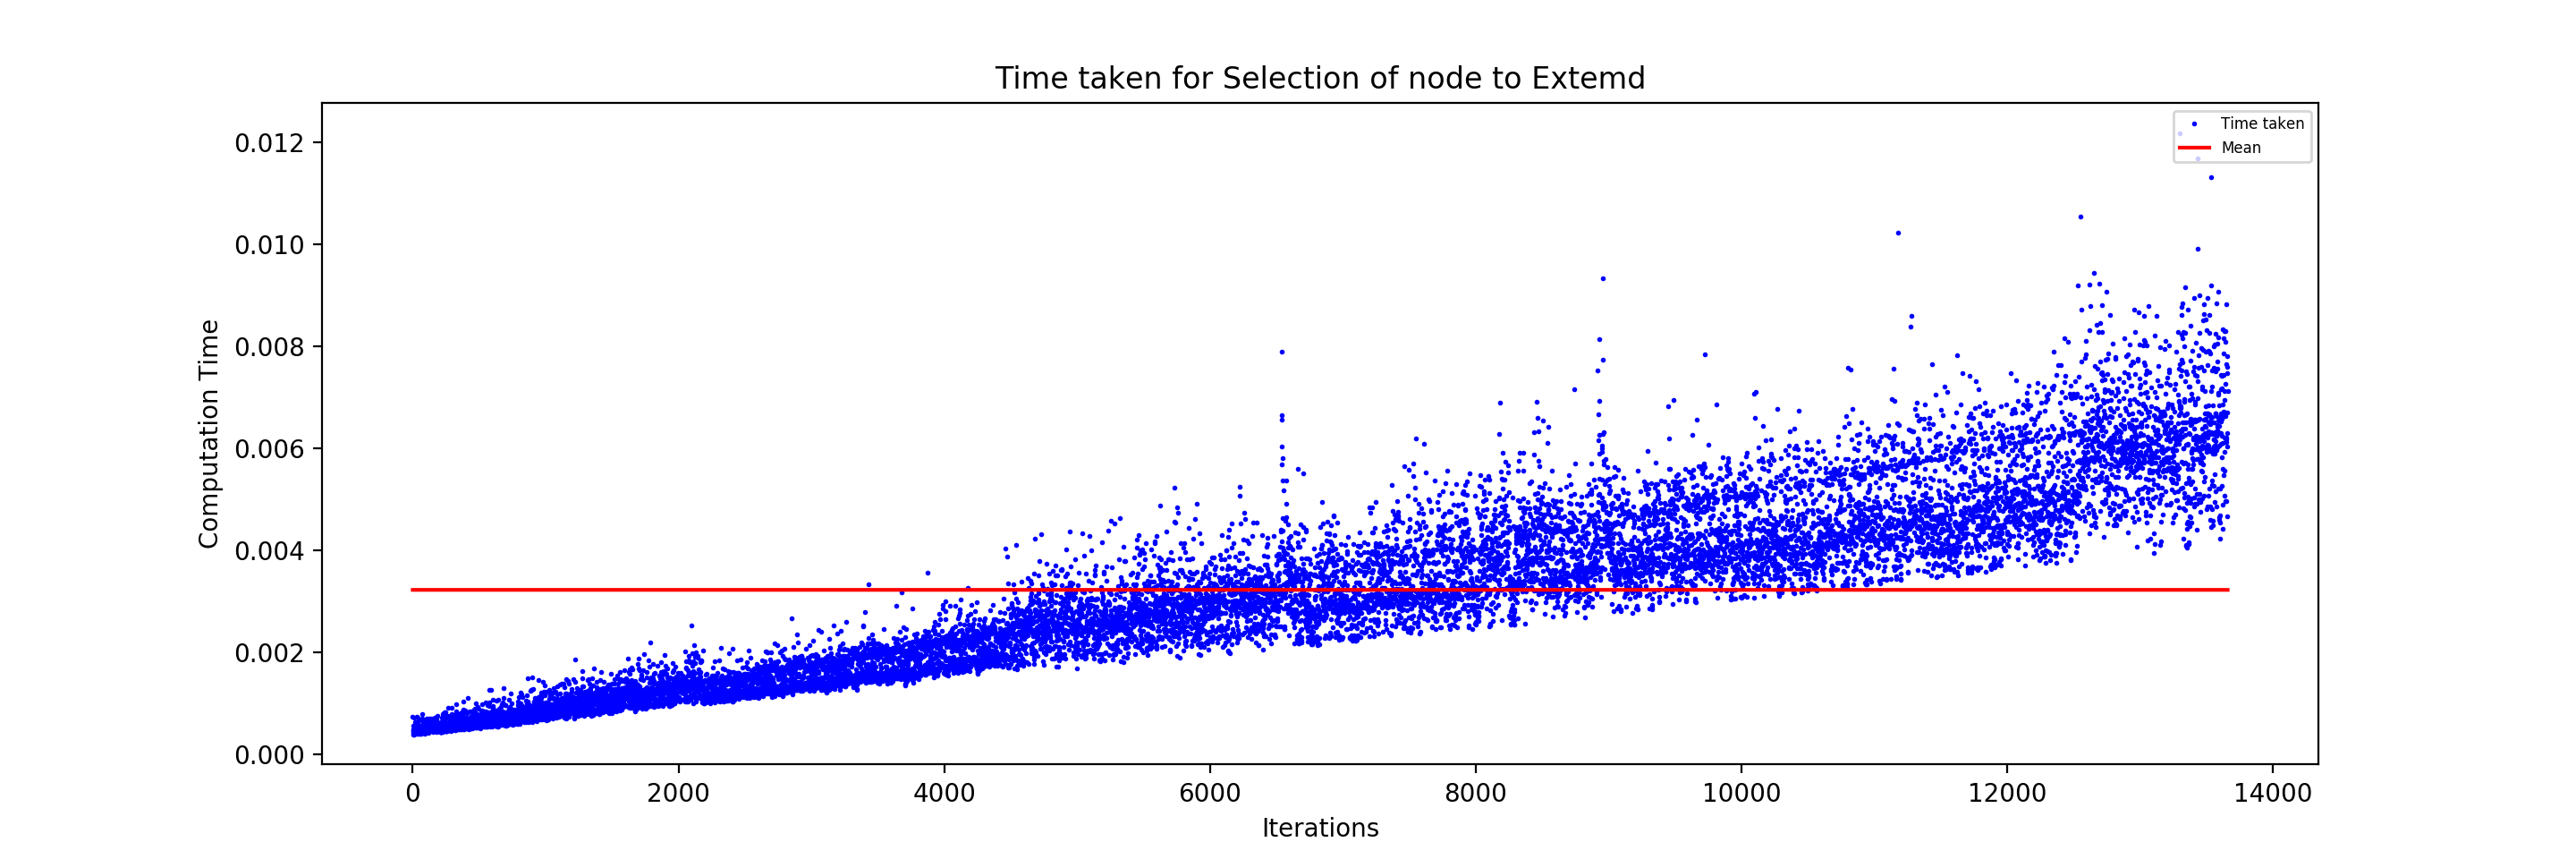 Time taken for Selection of node to Extemd
Time taken
Mean
0.012
0.010
0.008
0.006
0.004
0.002
0.000
Computation Time
0 2000 4000 6000 8000 10000 12000 14000
Iterations